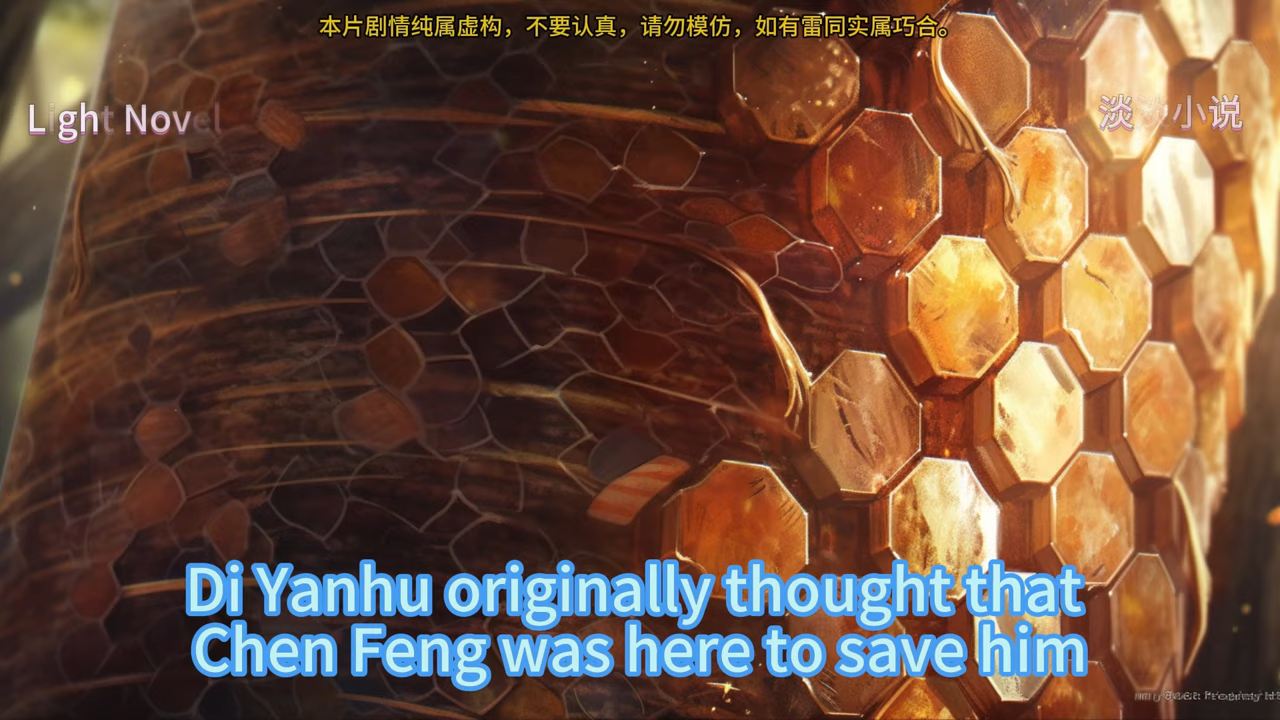 本片剧情纯属虚构，不要认真，请勿模仿，如有雷同实属巧合。
Light Novel
淡小说
Di Yanhu originally thought that
Chen Feng was here to save him